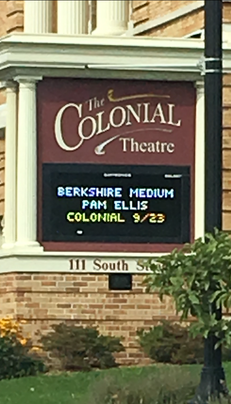 The
COLONIAL
Theatre
BERKSHIRE MEDIUM
PAM ELLIS
COLONIAL 9/23
111 South